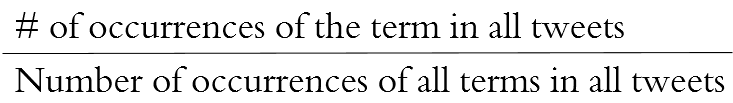 # of occurrences of the term in all tweets
Number of occurrences of all terms in all tweets